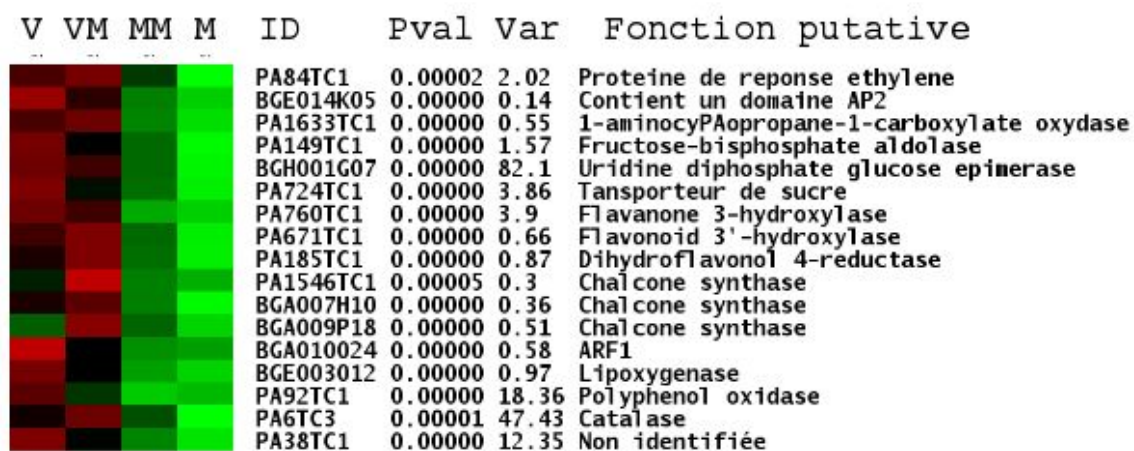 V VM MM M ID Pval Var Fonction putative
PA84TC1 0.00002 2.02 Proteine de reponse ethylene
BGE014K05 0.00000 0.14 Contient un domaine AP2
PA1633TC1 0.00000 0.55 1-aminocyPAopropane-1-carboxylate oxydase
PA149TC1 0.00000 1.57 Fructose-bisphosphate aldolase
BGH001G07 0.00000 82.1 Uridine diphosphate glucose epimerase
PA724TC1 0.00000 3.86 Tansporteur de sucre
PA760TC1 0.00000 3.9 Flavanone 3-hydroxylase
PA671TC1 0.00000 0.66 Flavonoid 3'-hydroxylase
PA185TC1 0.00000 0.87 Dihydroflavonol 4-reductase
PA1546TC1 0.00005 0.3 Chalcone synthase
BGA007H10 0.00000 0.36 Chalcone synthase
BGA009P18 0.00000 0.51 Chalcone synthase
BGA010024 0.00000 0.58 ARF1
BGE003012 0.00000 0.97 Lipoxygenase
PA92TC1 0.00000 18.36 Polyphenol oxidase
PA6TC3 0.00001 47.43 Catalase
PA38TC1 0.00000 12.35 Non identifiée